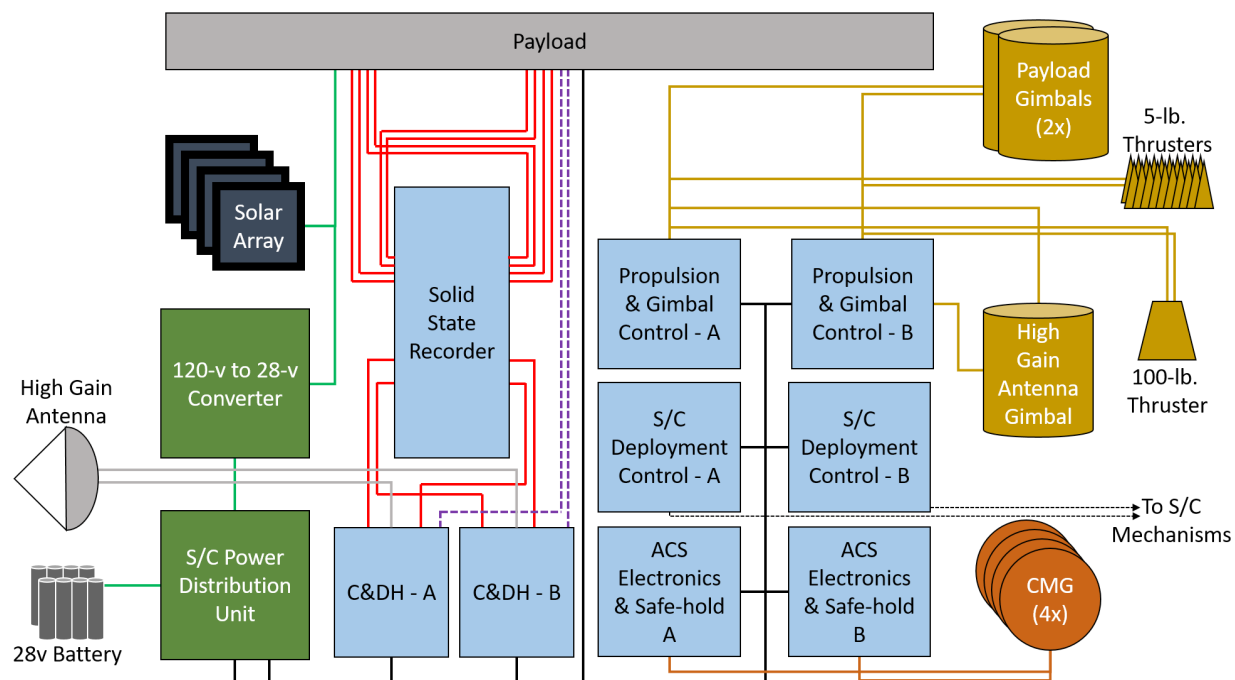 Payload
Payload
Gimbals
(2x)
5-lb.
Thrusters
Solar
Array
Solid
State
Recorder
Propulsion
& Gimbal
Control - A
Propulsion
& Gimbal
Control - B
High
Gain
Antenna
Gimbal
100-lb.
Thruster
120-v to 28-v
Converter
High Gain
Antenna
S/C
Deployment
Control - A
S/C
Deployment
Control - B
To S/C
Mechanisms
S/C Power
Distribution
Unit
28v Battery
C&DH - A
C&DH - B
ACS
Electronics
& Safe-hold
A
ACS
Electronics
& Safe-hold
B
CMG
(4x)